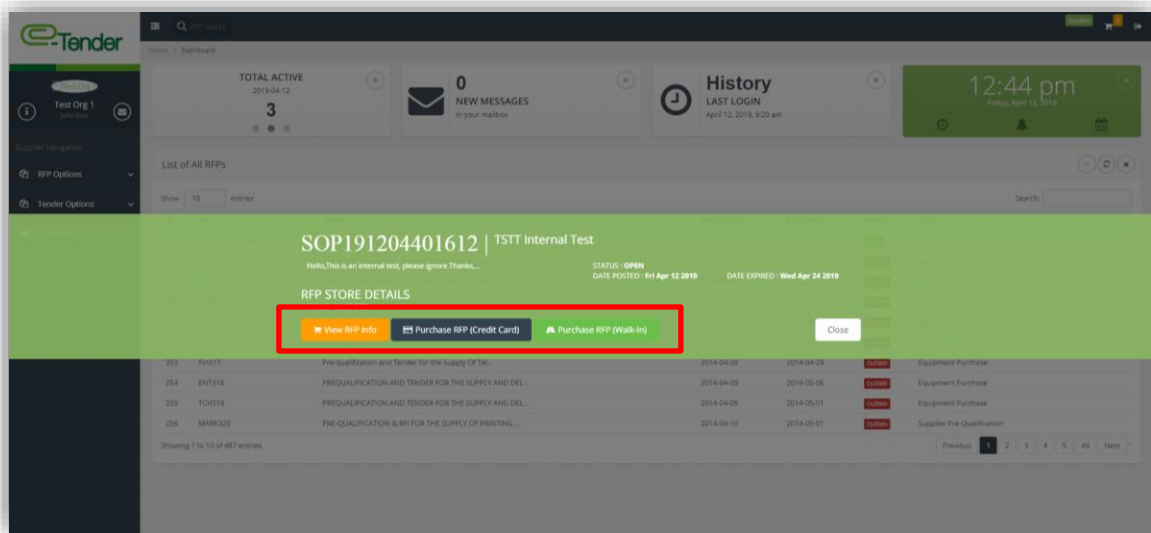 e-Tender
RFP Search
Guides
0
Home \ Dashboard
Test Org
Test Org 1
John Doe
Supplier Navigation
RFP Options
Tender Options
TOTAL ACTIVE
2019-04-12
3
0
NEW MESSAGES
In your mailbox
History
LAST LOGIN
April 12, 2019, 9:20 am
12:44 pm
Friday, April 12, 2019
List of All RFPs
Show 10 entries
Search:
SOP191204401612 | TSTT Internal Test
Hello,This is an internal test, please ignore.Thanks,...
STATUS : OPEN
DATE POSTED : Fri Apr 12 2019 DATE EXPIRED : Wed Apr 24 2019
RFP STORE DETAILS
View RFP Info Purchase RFP (Credit Card) Purchase RFP (Walk-In) Close
253 Fin317 Pre-qualification and Tender for the Supply Of Tel... 2014-04-09 2014-04-29 CLOSED Equipment Purchase
254 ENT318 PREQUALIFICATION AND TENDER FOR THE SUPPLY AND DEL... 2014-04-09 2014-05-06 CLOSED Equipment Purchase
255 TCH319 PREQUALIFICATION AND TENDER FOR THE SUPPLY AND DEL... 2014-04-09 2014-05-01 CLOSED Equipment Purchase
256 MARK320 PRE-QUALIFICATION & RFI FOR THE SUPPLY OF PRINTING... 2014-04-10 2014-05-01 CLOSED Supplier Pre-Qualification
Showing 1 to 10 of 487 entries
Previous 1 2 3 4 5 49 Next